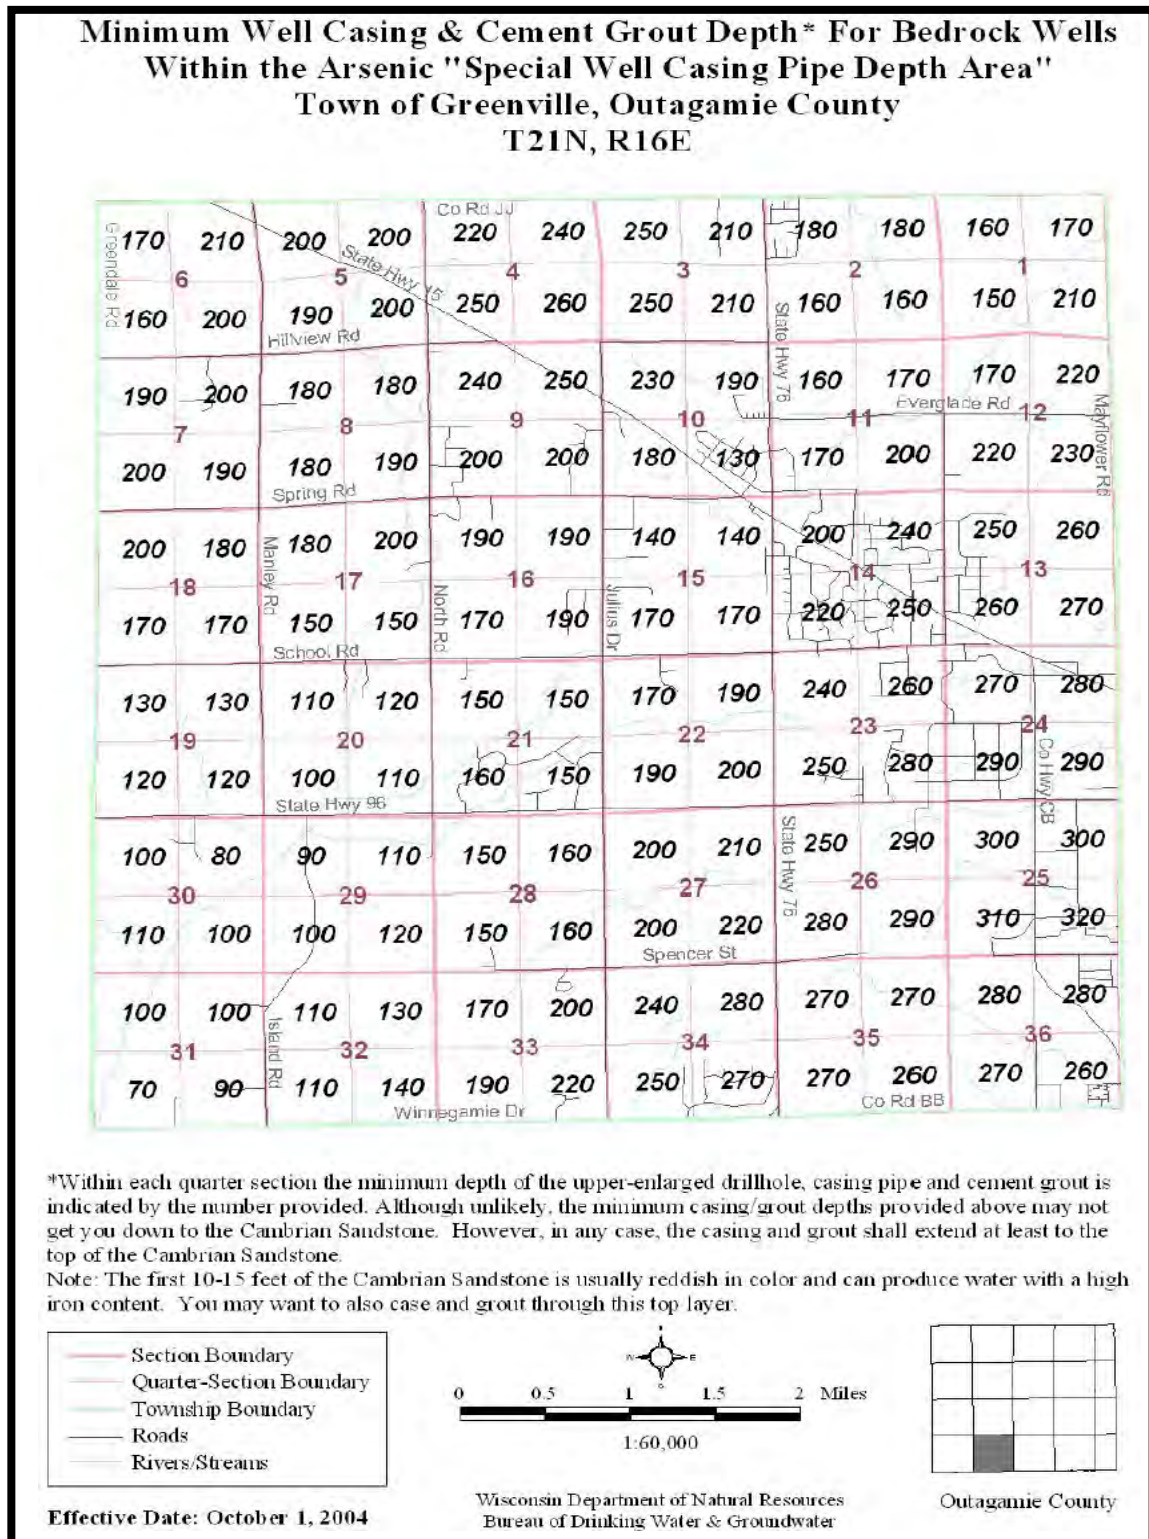 Minimum Well Casing & Cement Grout Depth* For Bedrock Wells
Within the Arsenic "Special Well Casing Pipe Depth Area"
Town of Greenville, Outagamie County
T21N, R16E
Co Rd JJ
170 210 200 200 220 240 250 210 180 180 160 170
Greendale Rd
State Hwy 15
6 5 4 3 2 1
160 200 190 200 250 260 250 210 160 160 150 210
Hillview Rd
State Hwy 76
190 200 180 180 240 250 230 190 160 170 170 220
Everglade Rd
Mayflower Rd
7 8 9 10 11 12
200 190 180 190 200 200 180 130 170 200 220 230
Spring Rd
200 180 180 200 190 190 140 140 200 240 250 260
Manley Rd
18 17 16 15 14 13
North Rd
Julius Dr
170 170 150 150 170 190 170 170 220 250 260 270
School Rd
130 130 110 120 150 150 170 190 240 260 270 280
19 20 21 22 23 24
120 120 100 110 160 150 190 200 250 280 290 290
Co Hwy CB
State Hwy 96
100 80 90 110 150 160 200 210 250 290 300 300
State Hwy 76
30 29 28 27 26 25
110 100 100 120 150 160 200 220 280 290 310 320
Spencer St
100 100 110 130 170 200 240 280 270 270 280 280
Island Rd
31 32 33 34 35 36
70 90 110 140 190 220 250 270 270 260 270 260
Winnegamie Dr
Co Rd BB
*Within each quarter section the minimum depth of the upper-enlarged drillhole, casing pipe and cement grout is
indicated by the number provided. Although unlikely, the minimum casing/grout depths provided above may not
get you down to the Cambrian Sandstone. However, in any case, the casing and grout shall extend at least to the
top of the Cambrian Sandstone.
Note: The first 10-15 feet of the Cambrian Sandstone is usually reddish in color and can produce water with a high
iron content. You may want to also case and grout through this top layer.
Section Boundary
Quarter-Section Boundary
Township Boundary
Roads
Rivers/Streams
N
W E
S
0 0.5 1 1.5 2 Miles
1:60,000
Outagamie County
Effective Date: October 1, 2004
Wisconsin Department of Natural Resources
Bureau of Drinking Water & Groundwater